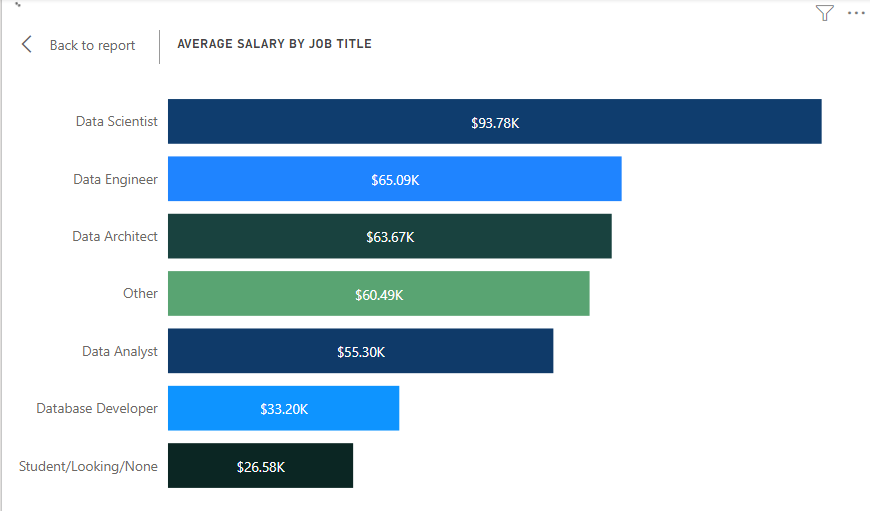 Back to report
AVERAGE SALARY BY JOB TITLE
Data Scientist $93.78K
Data Engineer $65.09K
Data Architect $63.67K
Other $60.49K
Data Analyst $55.30K
Database Developer $33.20K
Student/Looking/None $26.58K